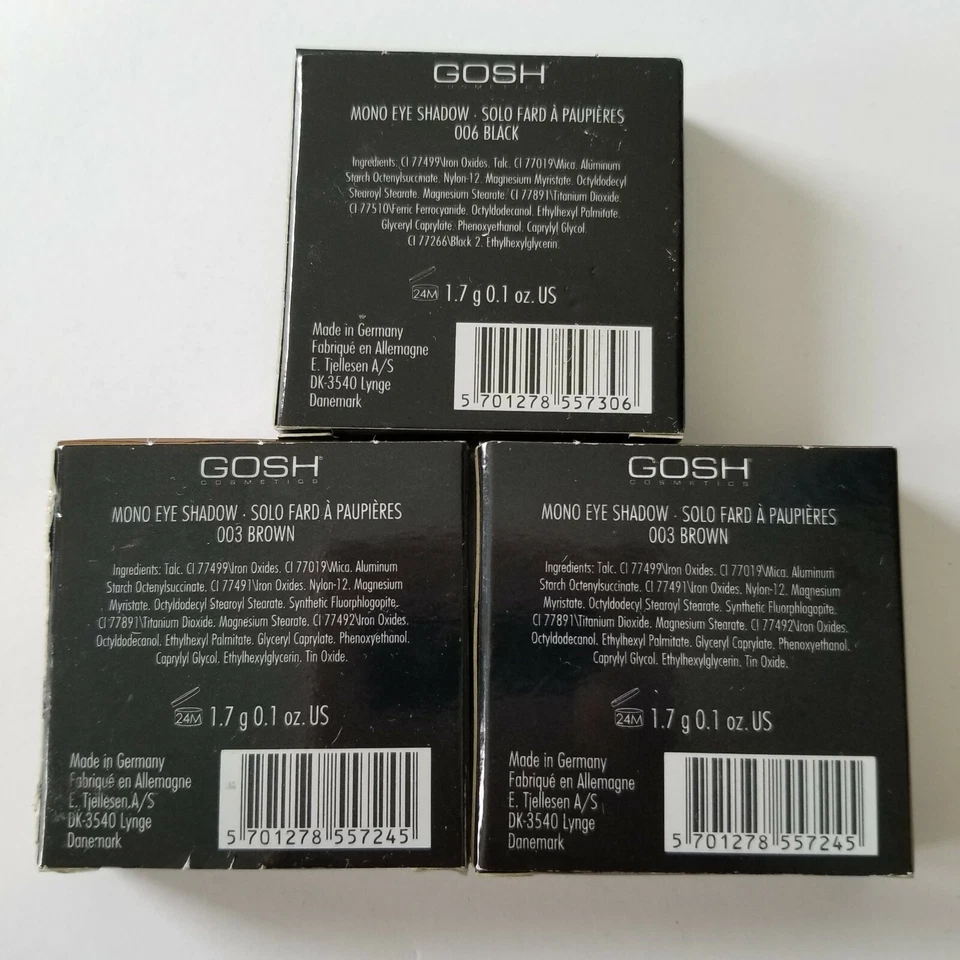 GOSH
COSMETICS
MONO EYE SHADOW · SOLO FARD À PAUPIÈRES
006 BLACK
Ingredients: CI 77499\Iron Oxides. Talc. CI 77019\Mica. Aluminum
Starch Octenylsuccinate. Nylon-12. Magnesium Myristate. Octyldodecyl
Stearoyl Stearate. Magnesium Stearate. CI 77891\Titanium Dioxide.
CI 77510\Ferric Ferrocyanide. Octyldodecanol. Ethylhexyl Palmitate.
Glyceryl Caprylate. Phenoxyethanol. Caprylyl Glycol.
CI 77266\Black 2. Ethylhexylglycerin.
24M 1.7 g 0.1 oz. US
Made in Germany
Fabriqué en Allemagne
E. Tjellesen A/S
DK-3540 Lynge
Danemark
5 701278 557306
GOSH
COSMETICS
MONO EYE SHADOW · SOLO FARD À PAUPIÈRES
003 BROWN
Ingredients: Talc. CI 77499\Iron Oxides. CI 77019\Mica. Aluminum
Starch Octenylsuccinate. CI 77491\Iron Oxides. Nylon-12. Magnesium
Myristate. Octyldodecyl Stearoyl Stearate. Synthetic Fluorphlogopite.
CI 77891\Titanium Dioxide. Magnesium Stearate. CI 77492\Iron Oxides.
Octyldodecanol. Ethylhexyl Palmitate. Glyceryl Caprylate. Phenoxyethanol.
Caprylyl Glycol. Ethylhexylglycerin. Tin Oxide.
24M 1.7 g 0.1 oz. US
Made in Germany
Fabriqué en Allemagne
E. Tjellesen A/S
DK-3540 Lynge
Danemark
5 701278 557245
GOSH
COSMETICS
MONO EYE SHADOW · SOLO FARD À PAUPIÈRES
003 BROWN
Ingredients: Talc. CI 77499\Iron Oxides. CI 77019\Mica. Aluminum
Starch Octenylsuccinate. CI 77491\Iron Oxides. Nylon-12. Magnesium
Myristate. Octyldodecyl Stearoyl Stearate. Synthetic Fluorphlogopite.
CI 77891\Titanium Dioxide. Magnesium Stearate. CI 77492\Iron Oxides.
Octyldodecanol. Ethylhexyl Palmitate. Glyceryl Caprylate. Phenoxyethanol.
Caprylyl Glycol. Ethylhexylglycerin. Tin Oxide.
24M 1.7 g 0.1 oz. US
Made in Germany
Fabriqué en Allemagne
E. Tjellesen A/S
DK-3540 Lynge
Danemark
5 701278 557245